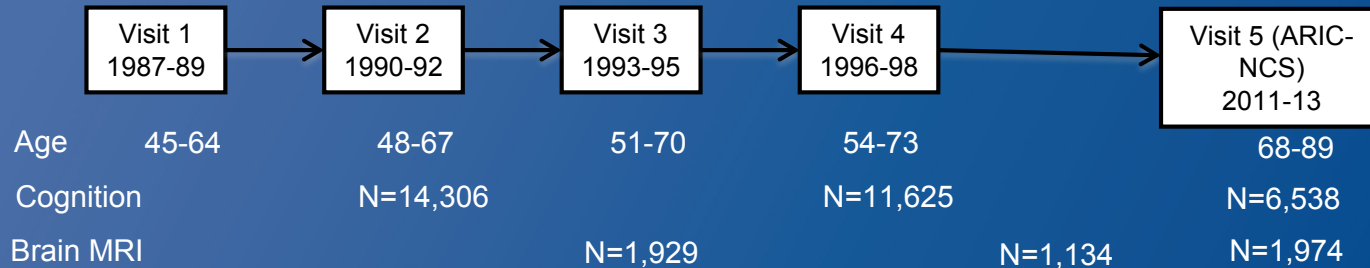 Visit 1
1987-89
Visit 2
1990-92
Visit 3
1993-95
Visit 4
1996-98
Visit 5 (ARIC-
NCS)
2011-13
Age 45-64 48-67 51-70 54-73 68-89
Cognition N=14,306 N=11,625 N=6,538
Brain MRI N=1,929 N=1,134 N=1,974